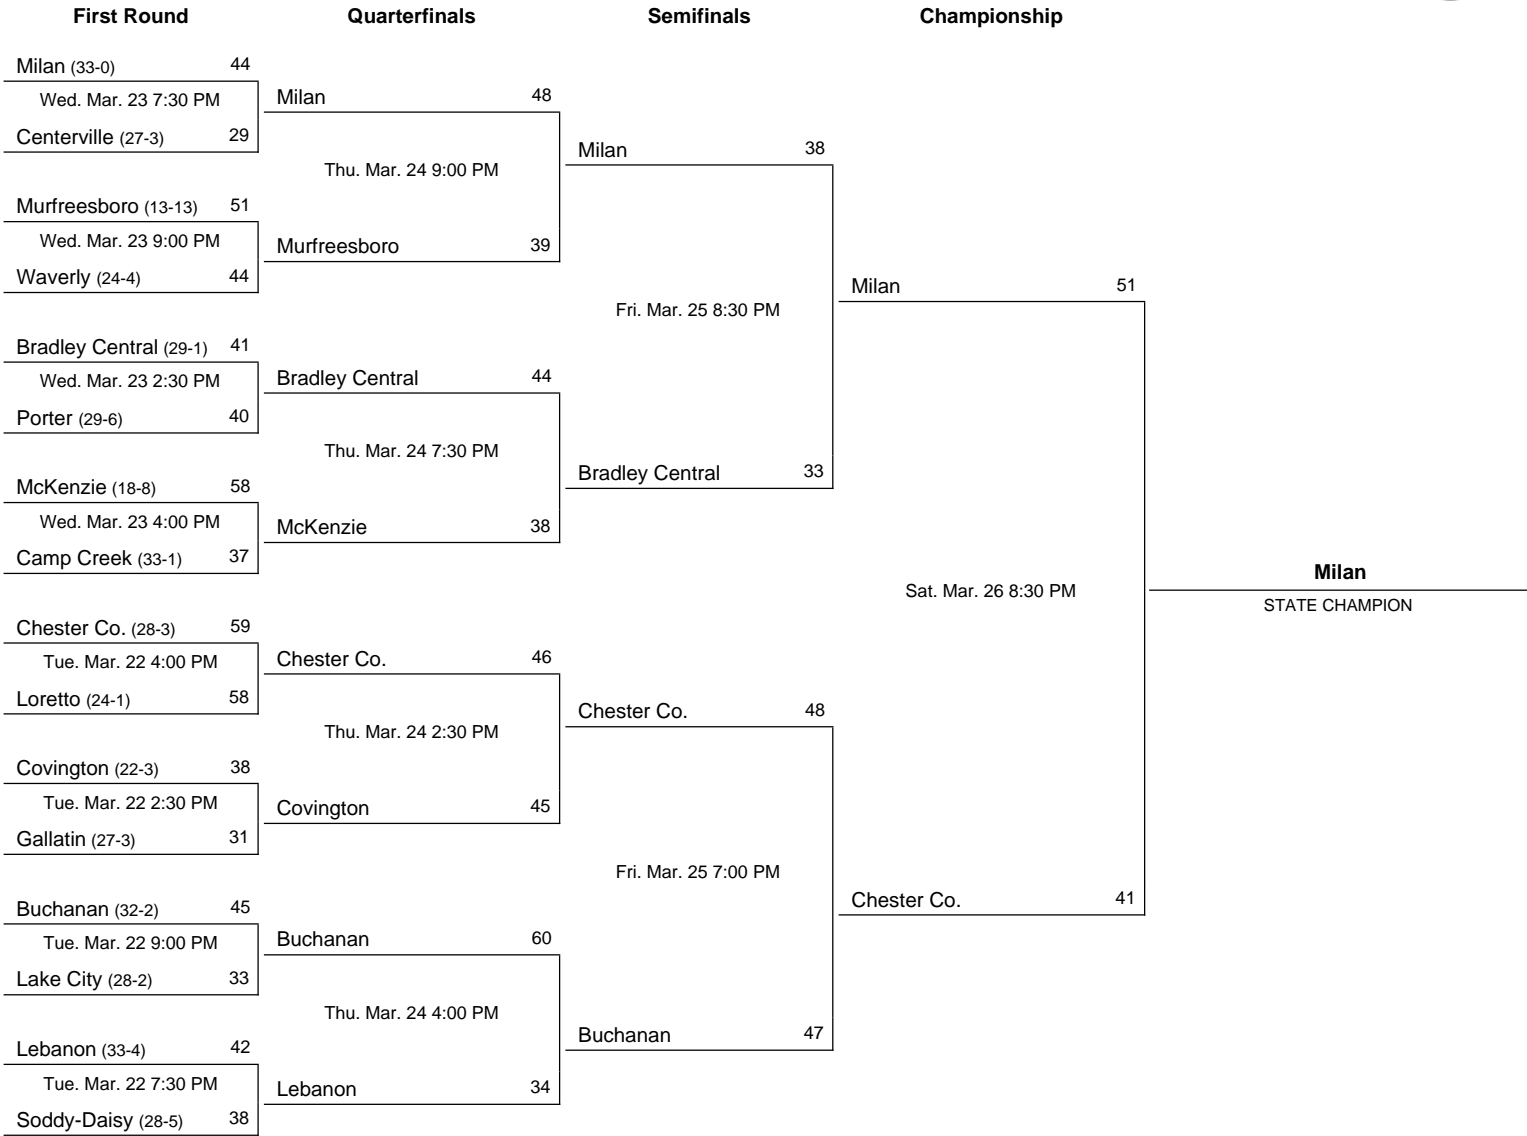 First Round Quarterfinals Semifinals Championship
Milan (33-0) 44
Wed. Mar. 23 7:30 PM
Centerville (27-3) 29
Murfreesboro (13-13) 51
Wed. Mar. 23 9:00 PM
Waverly (24-4) 44
Bradley Central (29-1) 41
Wed. Mar. 23 2:30 PM
Porter (29-6) 40
McKenzie (18-8) 58
Wed. Mar. 23 4:00 PM
Camp Creek (33-1) 37
Chester Co. (28-3) 59
Tue. Mar. 22 4:00 PM
Loretto (24-1) 58
Covington (22-3) 38
Tue. Mar. 22 2:30 PM
Gallatin (27-3) 31
Buchanan (32-2) 45
Tue. Mar. 22 9:00 PM
Lake City (28-2) 33
Lebanon (33-4) 42
Tue. Mar. 22 7:30 PM
Soddy-Daisy (28-5) 38
Milan 48
Thu. Mar. 24 9:00 PM
Murfreesboro 39
Bradley Central 44
Thu. Mar. 24 7:30 PM
McKenzie 38
Chester Co. 46
Thu. Mar. 24 2:30 PM
Covington 45
Buchanan 60
Thu. Mar. 24 4:00 PM
Lebanon 34
Milan 38
Fri. Mar. 25 8:30 PM
Bradley Central 33
Chester Co. 48
Fri. Mar. 25 7:00 PM
Buchanan 47
Milan 51
Sat. Mar. 26 8:30 PM
Chester Co. 41
Milan
STATE CHAMPION